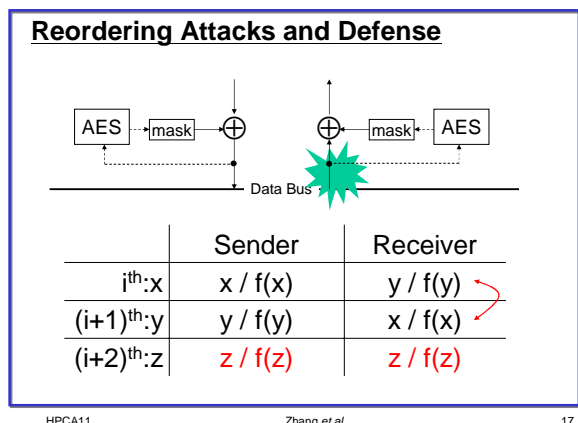 Reordering Attacks and Defense
AES mask mask AES
Data Bus
Sender Receiver
ith:x x / f(x) y / f(y)
(i+1)th:y y / f(y) x / f(x)
(i+2)th:z z / f(z) z / f(z)
HPCA11 Zhang et al 17